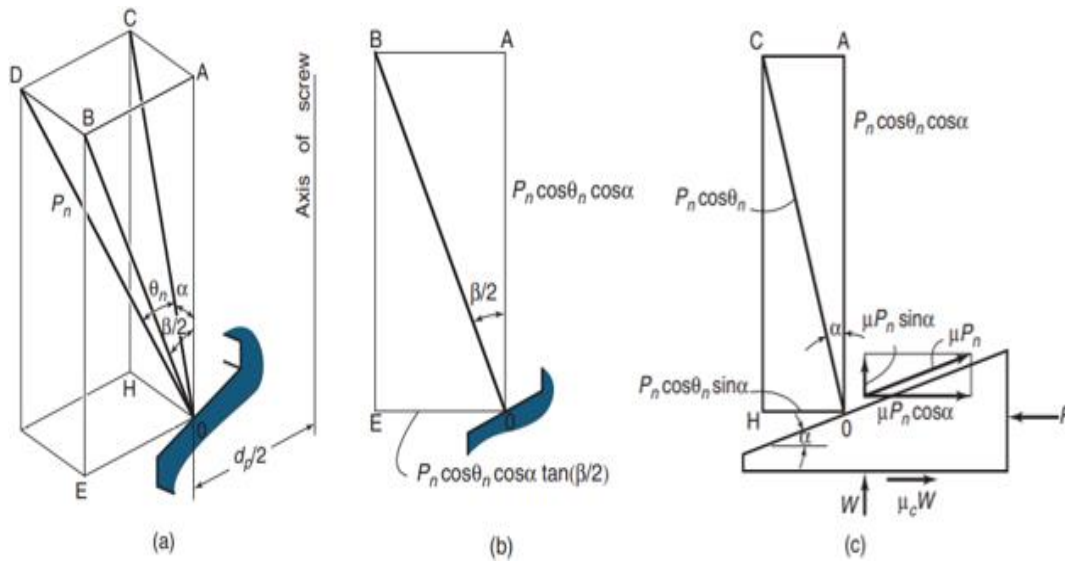 C
D
A
B
Axis of screw
Pₙ
θₙ
α
β/2
H
0
dₚ/2
E
(a)
B
A
Pₙ cosθₙ cosα
β/2
E
0
Pₙ cosθₙ cosα tan(β/2)
(b)
C
A
Pₙ cosθₙ cosα
Pₙ cosθₙ
α
μPₙ sinα
μPₙ
Pₙ cosθₙ sinα
μPₙ cosα
H
0
α
W
μ꜀W
(c)